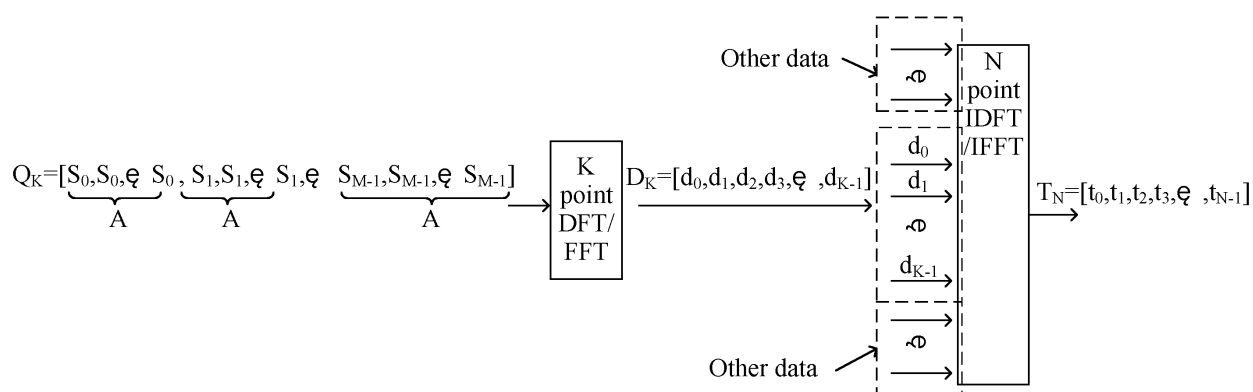 Other data
ę
N
point
IDFT
/IFFT
Q_K=[S_0,S_0,ę S_0, S_1,S_1,ę S_1,ę S_{M-1},S_{M-1},ę S_{M-1}]
A
A
A
K
point
DFT/
FFT
D_K=[d_0,d_1,d_2,d_3,ę ,d_{K-1}]
d_0
d_1
ę
d_{K-1}
T_N=[t_0,t_1,t_2,t_3,ę ,t_{N-1}]
ę
Other data